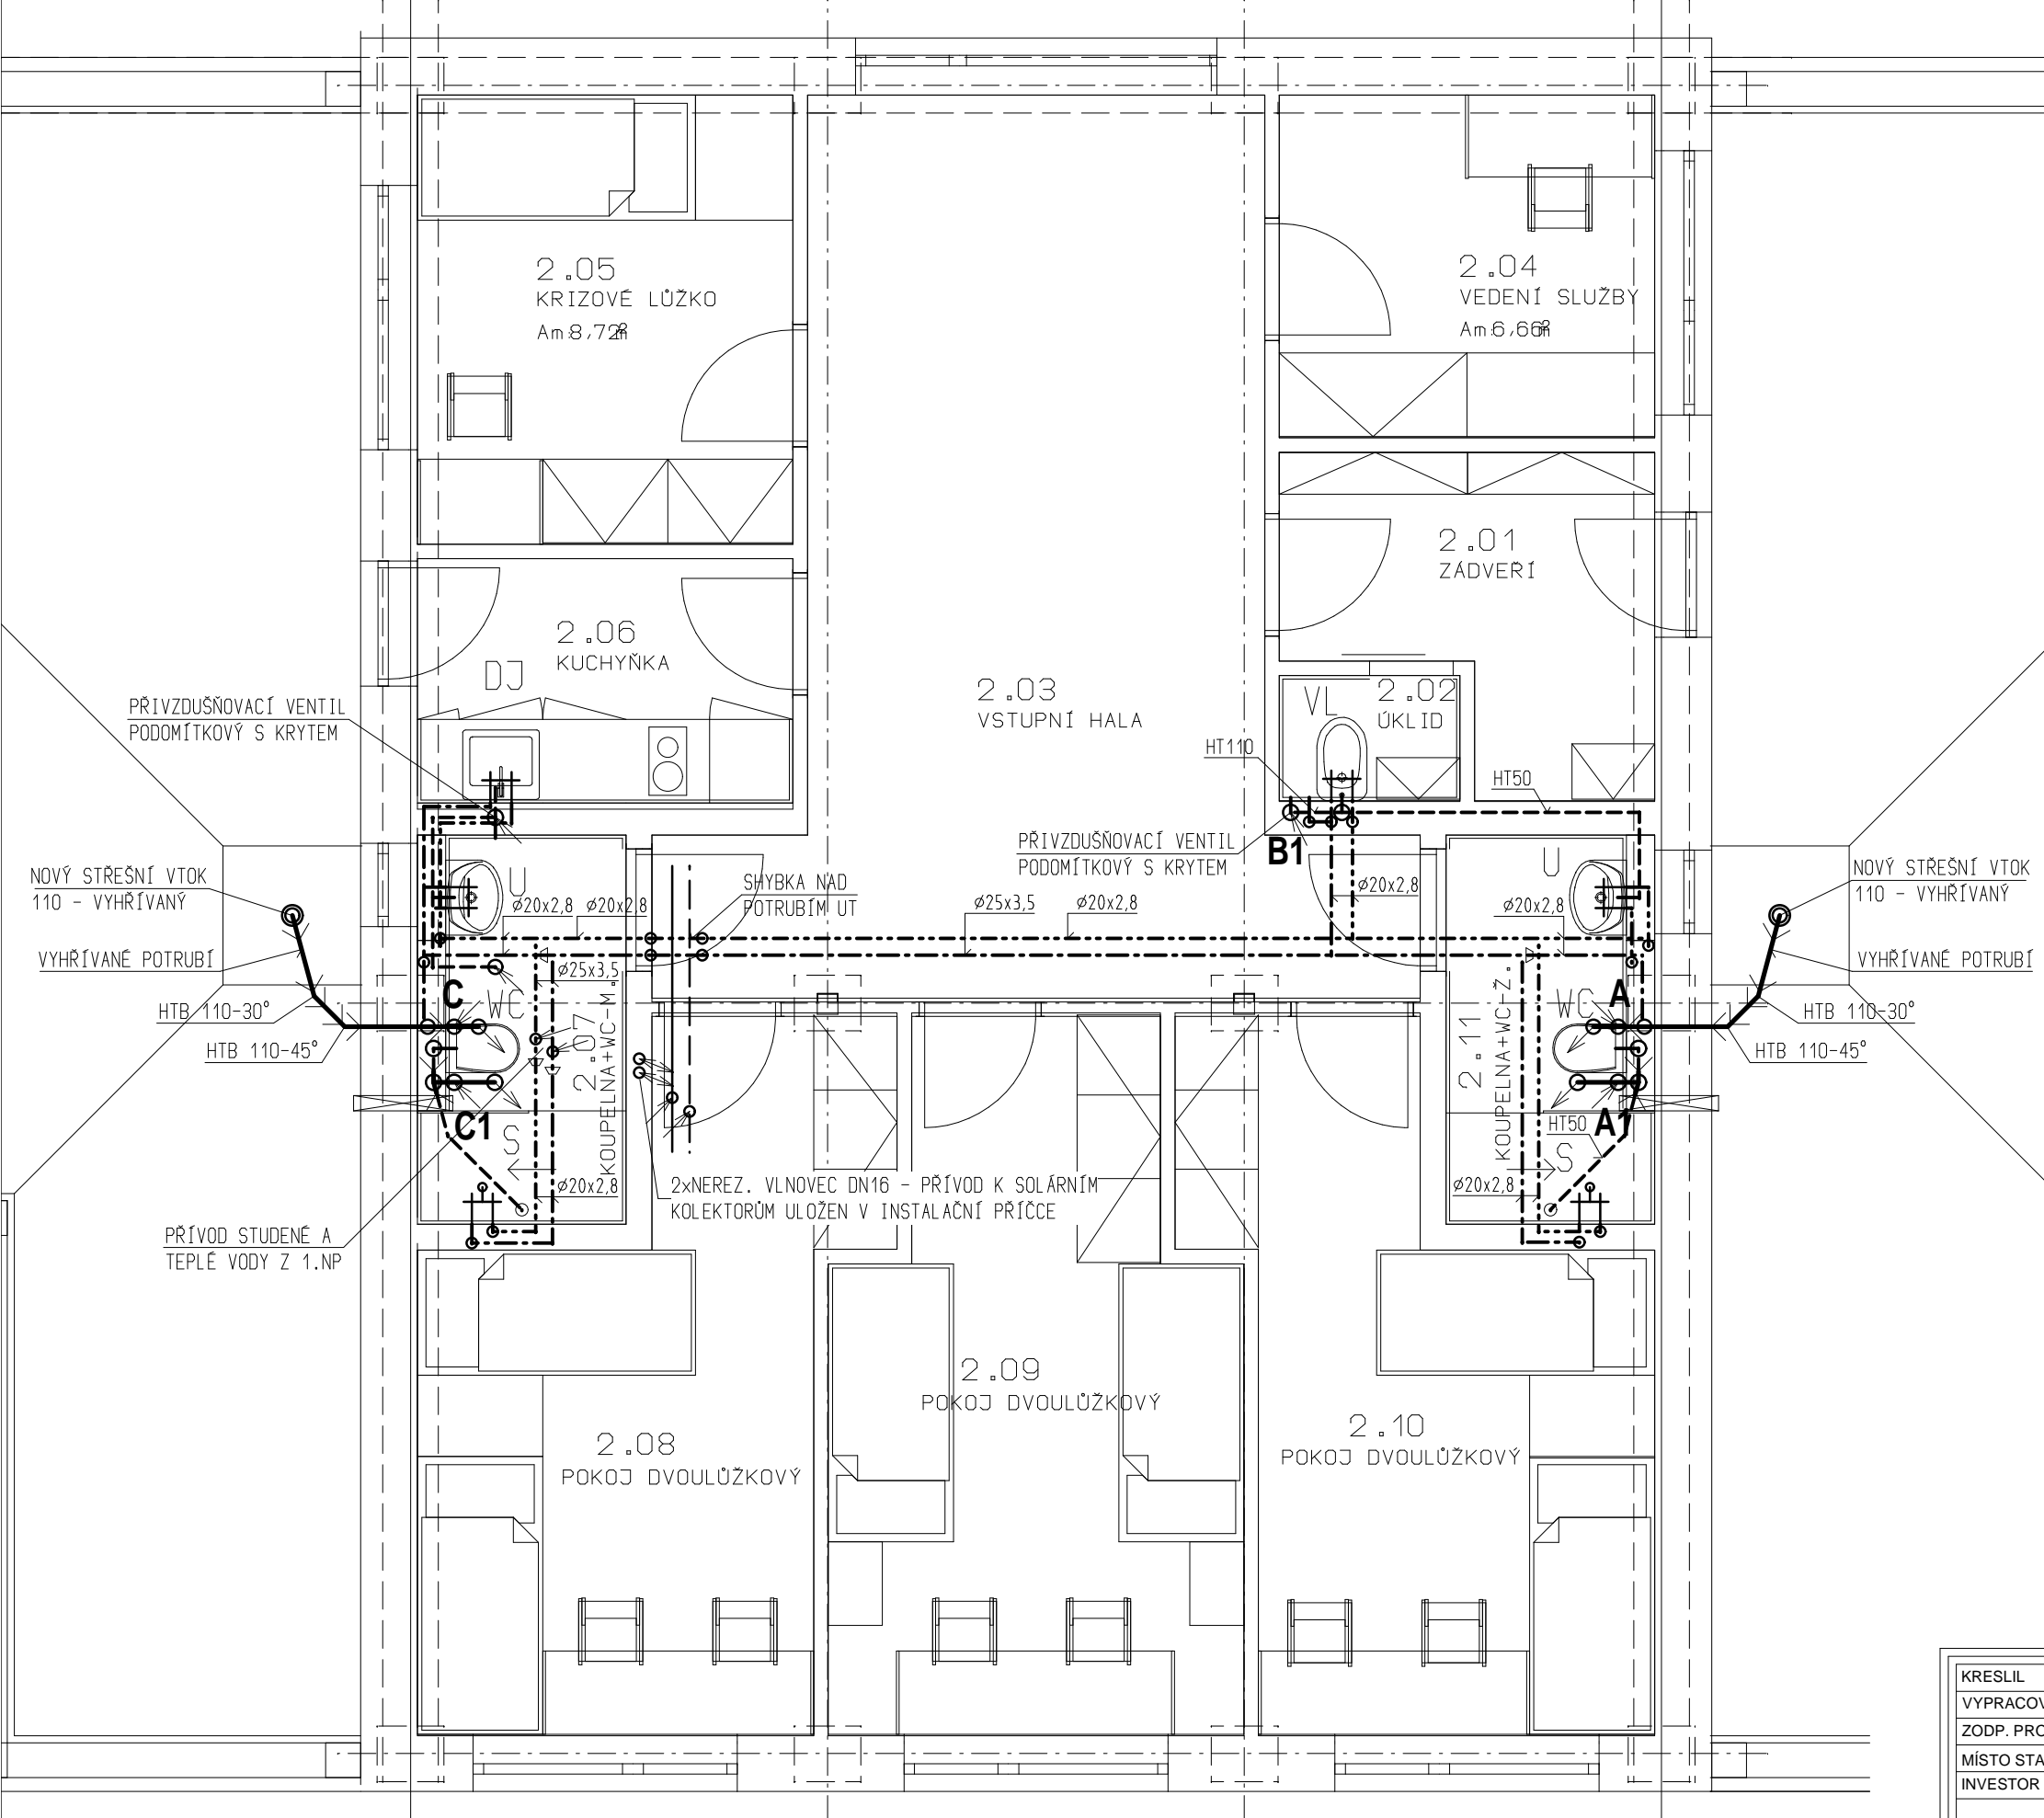 2.05
KRIZOVÉ LŮŽKO
2.04
VEDENÍ SLUŽBY
2.01
ZÁDVEŘÍ
2.06
KUCHYŇKA
DJ
2.03
VSTUPNÍ HALA
VL
2.02
ÚKLID
PŘIVZDUŠŇOVACÍ VENTIL
PODOMÍTKOVÝ S KRYTEM
HT110
HT50
PŘIVZDUŠŇOVACÍ VENTIL
PODOMÍTKOVÝ S KRYTEM
B1
NOVÝ STŘEŠNÍ VTOK
110 - VYHŘÍVANÝ
U
SHYBKA NAD
POTRUBÍM UT
U
NOVÝ STŘEŠNÍ VTOK
110 - VYHŘÍVANÝ
Ø20x2,8
Ø20x2,8
Ø25x3,5
Ø20x2,8
Ø20x2,8
Ø20x2,8
VYHŘÍVANÉ POTRUBÍ
VYHŘÍVANÉ POTRUBÍ
Ø25x3,5
C
WC
WC
A
HTB 110-30°
HTB 110-30°
HTB 110-45°
HTB 110-45°
2.07
KOUPELNA+WC-M.
2.11
KOUPELNA+WC-Ž.
C1
S
HT50
A1
S
Ø20x2,8
Ø20x2,8
2xNEREZ. VLNOVEC DN16 - PŘÍVOD K SOLÁRNÍM
KOLEKTORŮM ULOŽEN V INSTALAČNÍ PŘÍČCE
PŘÍVOD STUDENÉ A
TEPLÉ VODY Z 1.NP
2.09
POKOJ DVOULŮŽKOVÝ
2.08
POKOJ DVOULŮŽKOVÝ
2.10
POKOJ DVOULŮŽKOVÝ
KRESLIL
VYPRACOV
ZODP. PRO
MÍSTO STA
INVESTOR